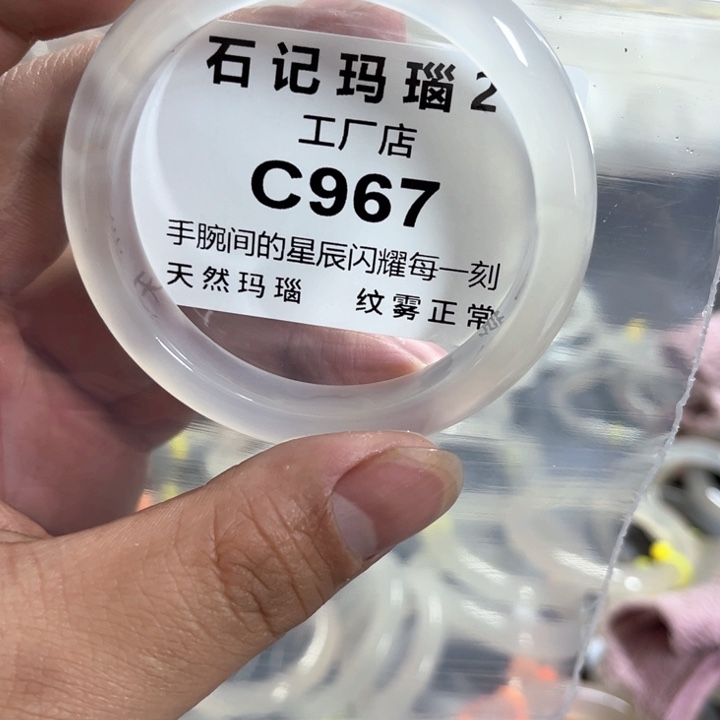 石记玛瑙2
工厂店
C967
手腕间的星辰闪耀每一刻
天然玛瑙 纹雾正常